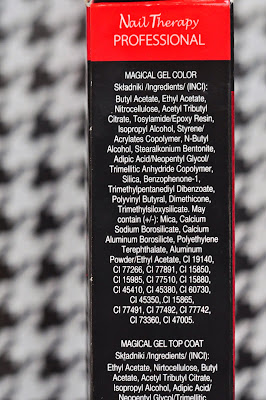 Nail Therapy
PROFESSIONAL
MAGICAL GEL COLOR
Składniki /Ingredients/ (INCI):
Butyl Acetate, Ethyl Acetate,
Nitrocellulose, Acetyl Tributyl
Citrate, Tosylamide/Epoxy Resin,
Isopropyl Alcohol, Styrene/
Acrylates Copolymer, N-Butyl
Alcohol, Stearalkonium Bentonite,
Adipic Acid/Neopentyl Glycol/
Trimellitic Anhydride Copolymer,
Silica, Benzophenone-1,
Trimethylpentanediyl Dibenzoate,
Polyvinyl Butyral, Dimethicone,
Trimethylsiloxysilicate. May
contain (+/-): Mica, Calcium
Sodium Borosilicate, Calcium
Aluminum Borosilicte, Polyethylene
Terephthalate, Aluminum
Powder/Ethyl Acetate, CI 19140,
CI 77266, CI 77891, CI 15850,
CI 15985, CI 77510, CI 15880,
CI 45410, CI 45380, CI 60730,
CI 45350, CI 15865,
CI 77491, CI 77492, CI 77742,
CI 73360, CI 47005.
MAGICAL GEL TOP COAT
Składniki /Ingredients/ (INCI):
Ethyl Acetate, Nirtocellulose, Butyl
Acetate, Acetyl Tributyl Citrate,
Isopropyl Alcohol, Adipic Acid/
Neopentyl Glycol/Trimellitic